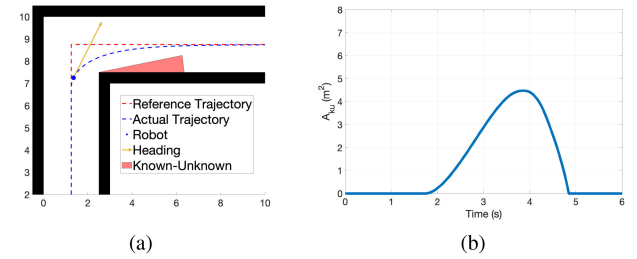 10
9
8
7
6
5
4
3
2
0 2 4 6 8 10
Reference Trajectory
Actual Trajectory
Robot
Heading
Known-Unknown
(a)
8
7
6
5
4
3
2
1
0
A_ku (m²)
0 1 2 3 4 5 6
Time (s)
(b)